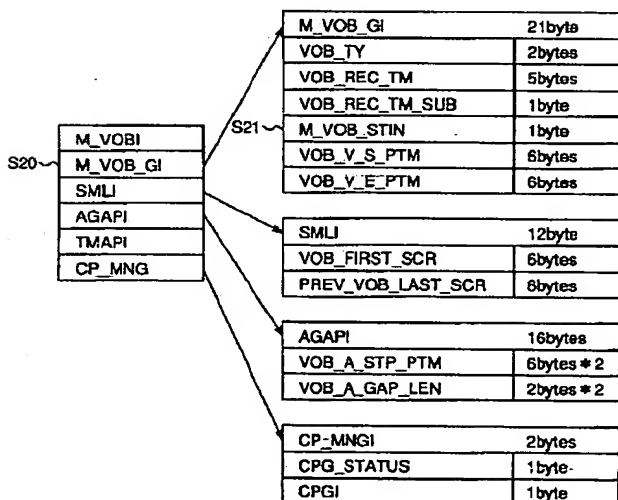 M_VOB_GI 21byte
VOB_TY 2bytes
VOB_REC_TM 5bytes
VOB_REC_TM_SUB 1byte
S21 M_VOB_STIN 1byte
VOB_V_S_PTM 6bytes
VOB_V_E_PTM 6bytes
M_VOBI
S20 M_VOB_GI
SMLI
AGAPI
TMAPI
CP_MNG
SMLI 12byte
VOB_FIRST_SCR 6bytes
PREV_VOB_LAST_SCR 6bytes
AGAPI 16bytes
VOB_A_STP_PTM 6bytes*2
VOB_A_GAP_LEN 2bytes*2
CP-MNGI 2bytes
CPG_STATUS 1byte
CPGI 1byte